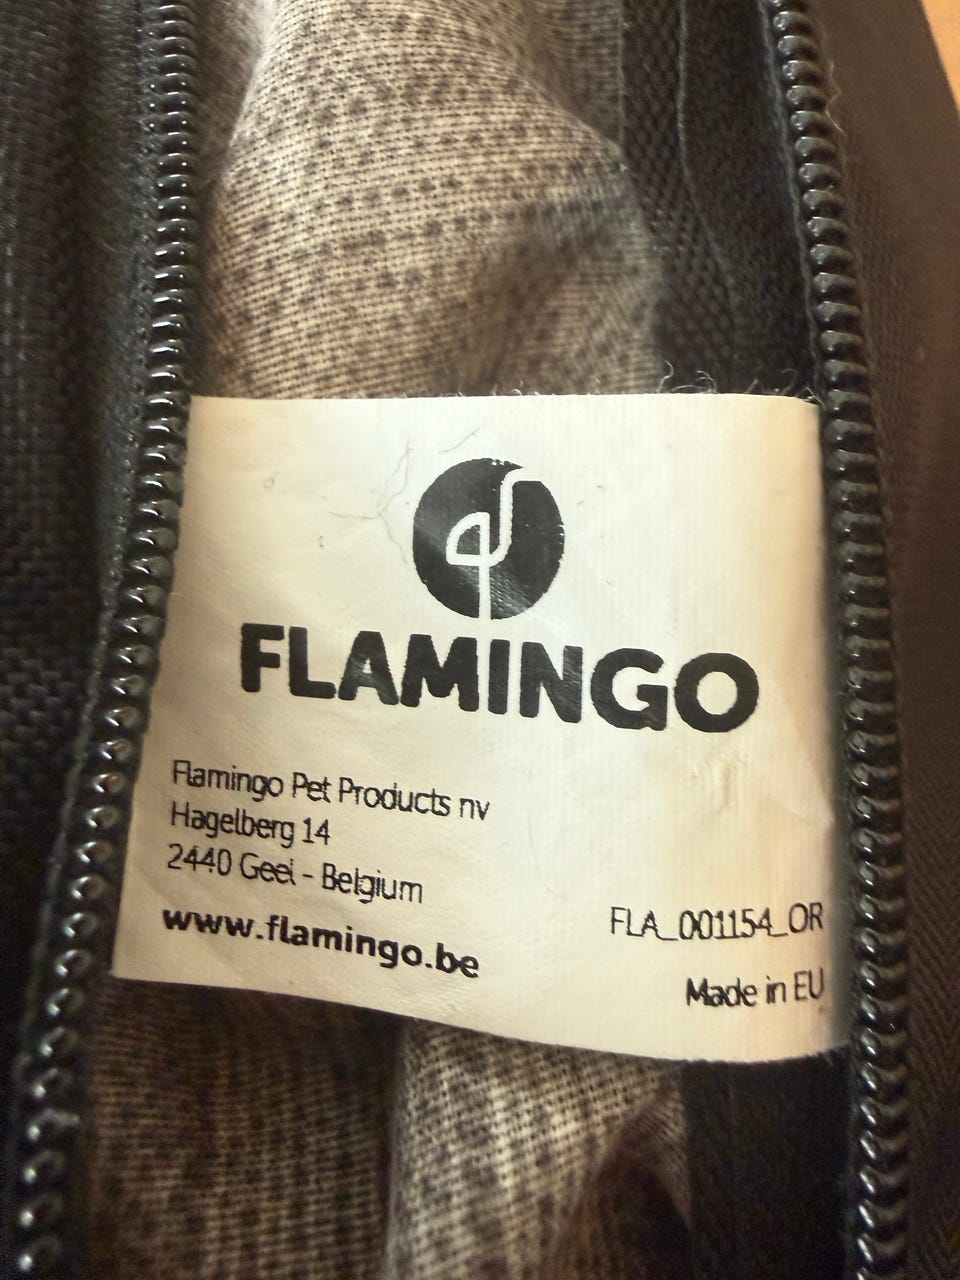 FLAMINGO
Flamingo Pet Products nv
Hagelberg 14
2440 Geel - Belgium
www.flamingo.be
FLA_001154_OR
Made in EU